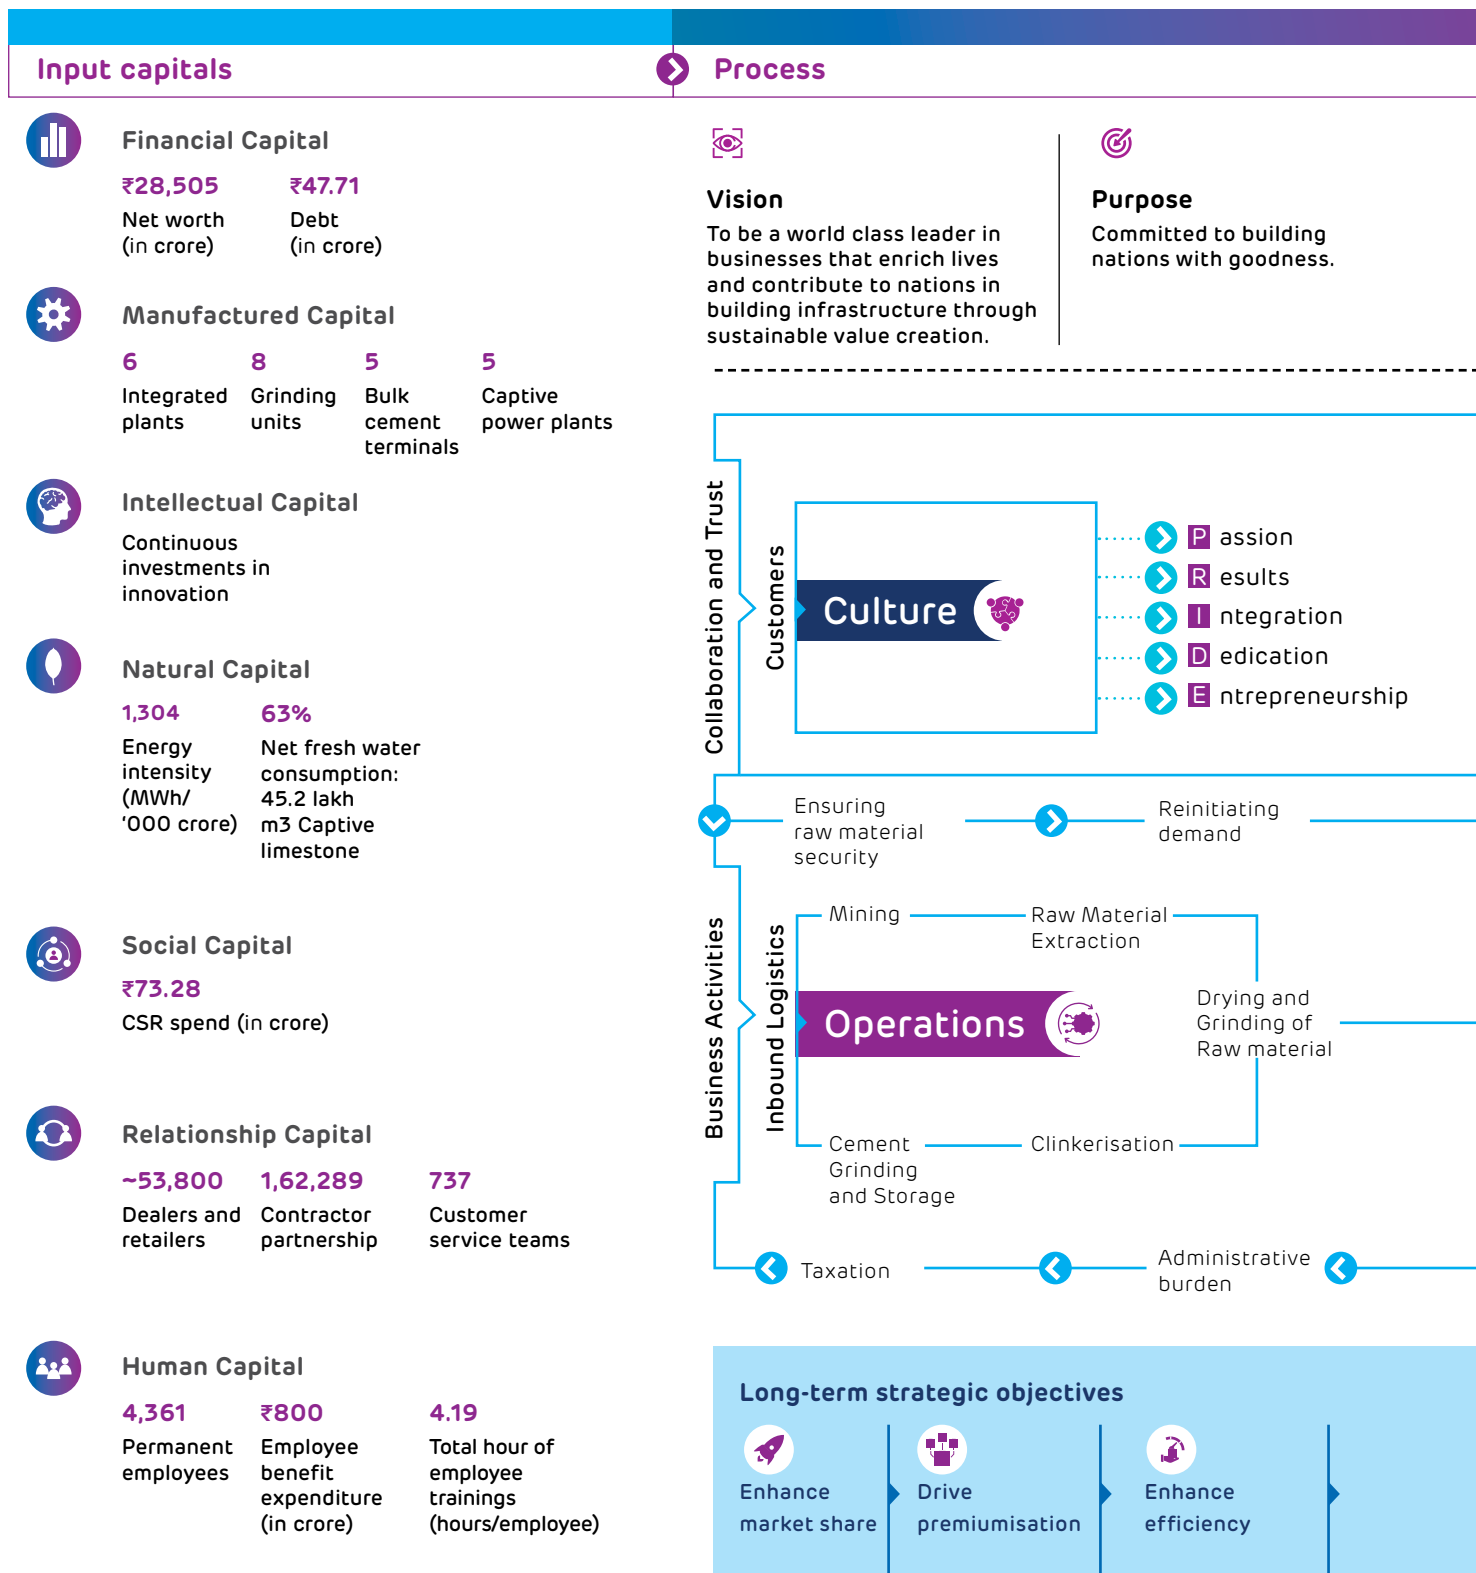 Input capitals
Process
Financial Capital
₹28,505
₹47.71
Net worth
(in crore)
Debt
(in crore)
Manufactured Capital
6
8
5
5
Integrated
plants
Grinding
units
Bulk
cement
terminals
Captive
power plants
Intellectual Capital
Continuous
investments in
innovation
Natural Capital
1,304
63%
Energy
intensity
(MWh/
‘000 crore)
Net fresh water
consumption:
45.2 lakh
m3 Captive
limestone
Social Capital
₹73.28
CSR spend (in crore)
Relationship Capital
~53,800
1,62,289
737
Dealers and
retailers
Contractor
partnership
Customer
service teams
Human Capital
4,361
₹800
4.19
Permanent
employees
Employee
benefit
expenditure
(in crore)
Total hour of
employee
trainings
(hours/employee)
Vision
To be a world class leader in
businesses that enrich lives
and contribute to nations in
building infrastructure through
sustainable value creation.
Purpose
Committed to building
nations with goodness.
Collaboration and Trust
Customers
Culture
Passion
Results
Integration
Dedication
Entrepreneurship
Ensuring
raw material
security
Reinitiating
demand
Business Activities
Inbound Logistics
Operations
Mining
Raw Material
Extraction
Drying and
Grinding of
Raw material
Clinkerisation
Cement
Grinding
and Storage
Taxation
Administrative
burden
Long-term strategic objectives
Enhance
market share
Drive
premiumisation
Enhance
efficiency